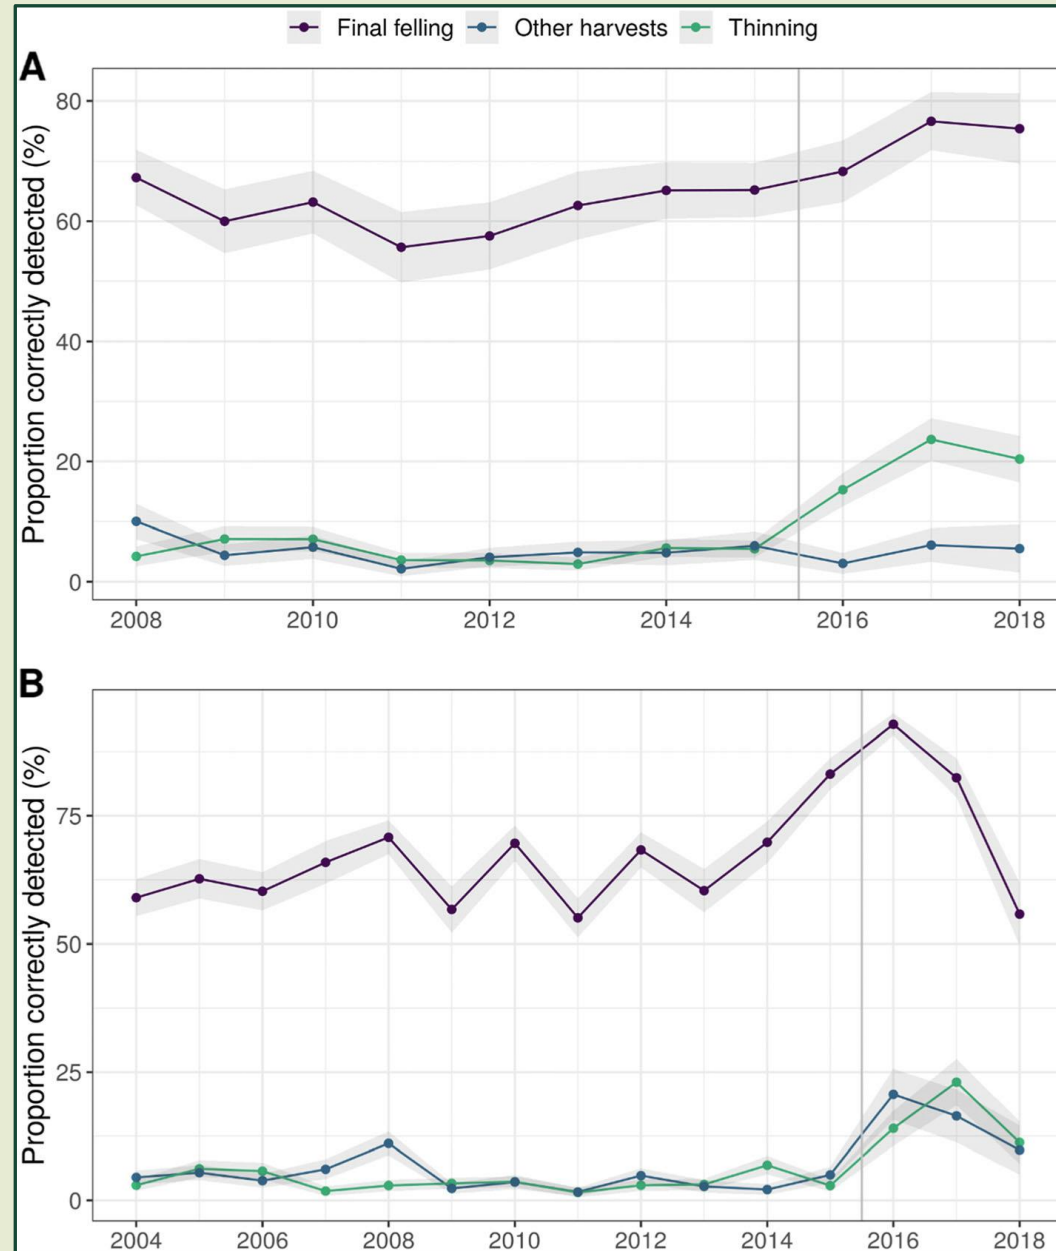 Final felling Other harvests Thinning
A
Proportion correctly detected (%)
80
60
40
20
0
2008 2010 2012 2014 2016 2018
B
Proportion correctly detected (%)
75
50
25
0
2004 2006 2008 2010 2012 2014 2016 2018